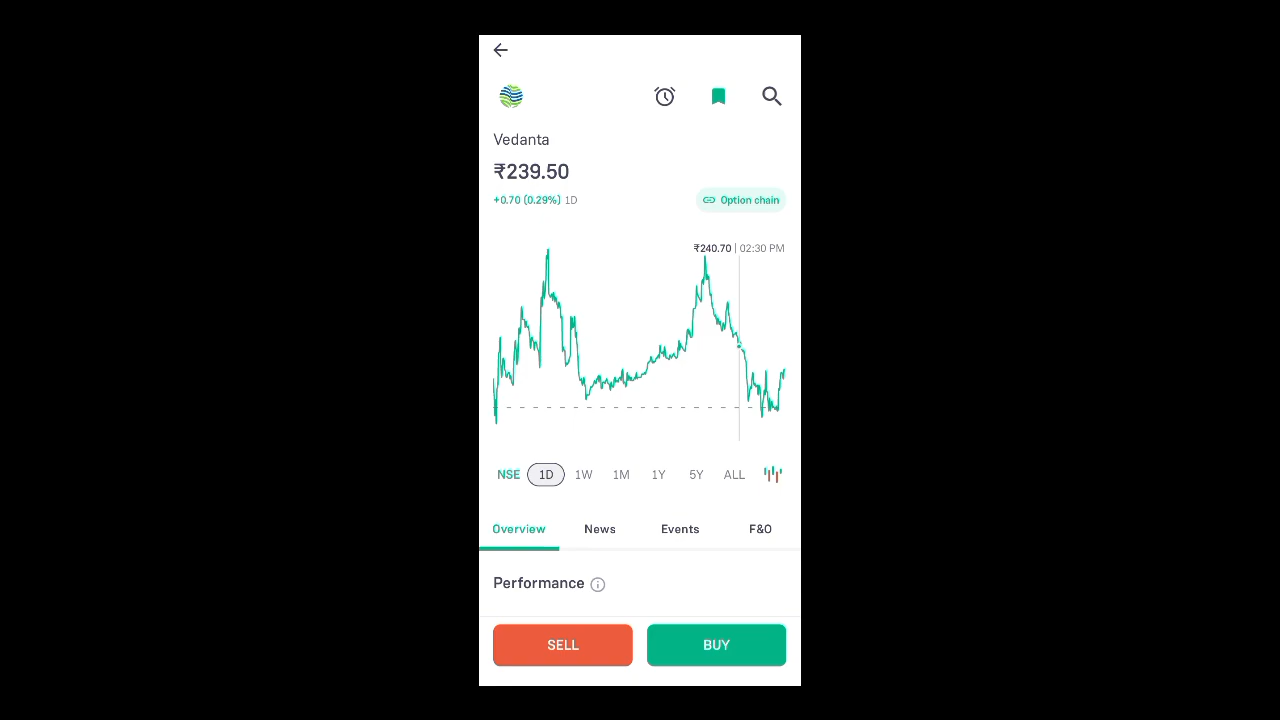 Vedanta
₹239.50
+0.70 (0.29%) 1D
Option chain
₹240.70 | 02:30 PM
NSE 1D 1W 1M 1Y 5Y ALL
Overview News Events F&O
Performance
SELL BUY